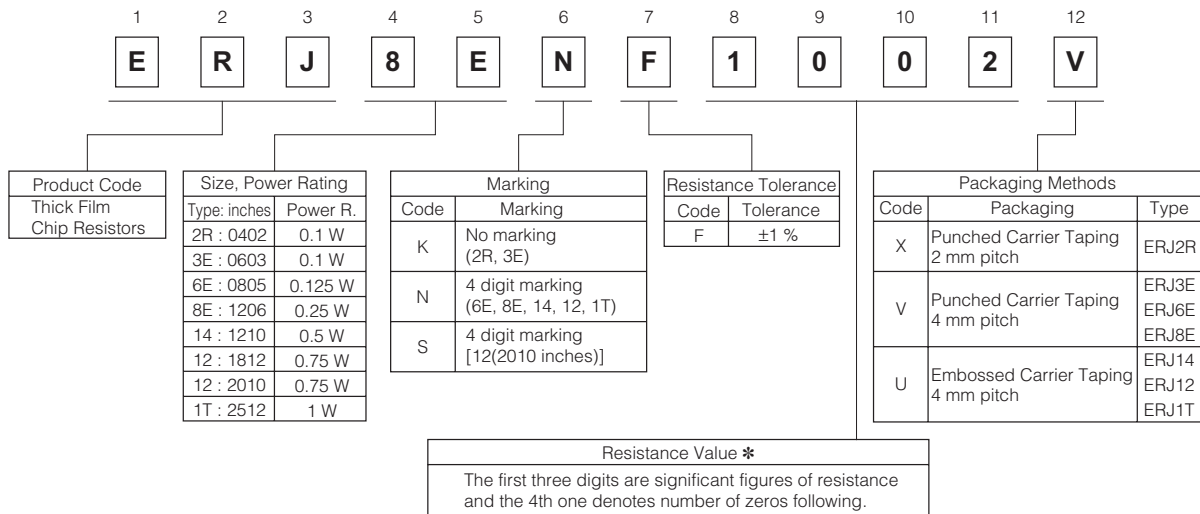 1 2 3 4 5 6 7 8 9 10 11 12
E R J 8 E N F 1 0 0 2 V
Product Code
Thick Film
Chip Resistors
Size, Power Rating
Type: inches Power R.
2R : 0402 0.1 W
3E : 0603 0.1 W
6E : 0805 0.125 W
8E : 1206 0.25 W
14 : 1210 0.5 W
12 : 1812 0.75 W
12 : 2010 0.75 W
1T : 2512 1 W
Marking
Code Marking
K No marking
(2R, 3E)
N 4 digit marking
(6E, 8E, 14, 12, 1T)
S 4 digit marking
[12(2010 inches)]
Resistance Tolerance
Code Tolerance
F ±1 %
Packaging Methods
Code Packaging Type
X Punched Carrier Taping
2 mm pitch ERJ2R
V Punched Carrier Taping
4 mm pitch
ERJ3E
ERJ6E
ERJ8E
U Embossed Carrier Taping
4 mm pitch
ERJ14
ERJ12
ERJ1T
Resistance Value ✻
The first three digits are significant figures of resistance
and the 4th one denotes number of zeros following.